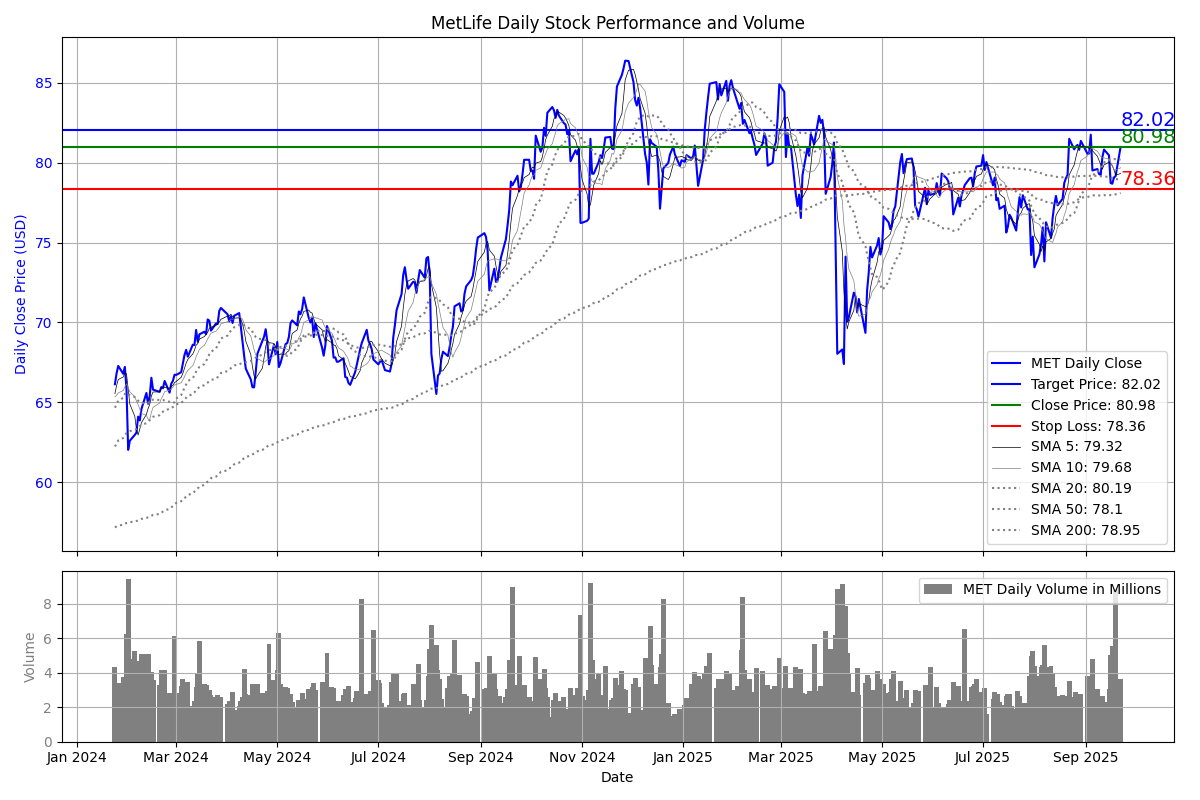 MetLife Daily Stock Performance and Volume
Daily Close Price (USD)
85
80
75
70
65
60
82.02
80.98
78.36
MET Daily Close
Target Price: 82.02
Close Price: 80.98
Stop Loss: 78.36
SMA 5: 79.32
SMA 10: 79.68
SMA 20: 80.19
SMA 50: 78.1
SMA 200: 78.95
Volume
8
6
4
2
0
MET Daily Volume in Millions
Jan 2024 Mar 2024 May 2024 Jul 2024 Sep 2024 Nov 2024 Jan 2025 Mar 2025 May 2025 Jul 2025 Sep 2025
Date